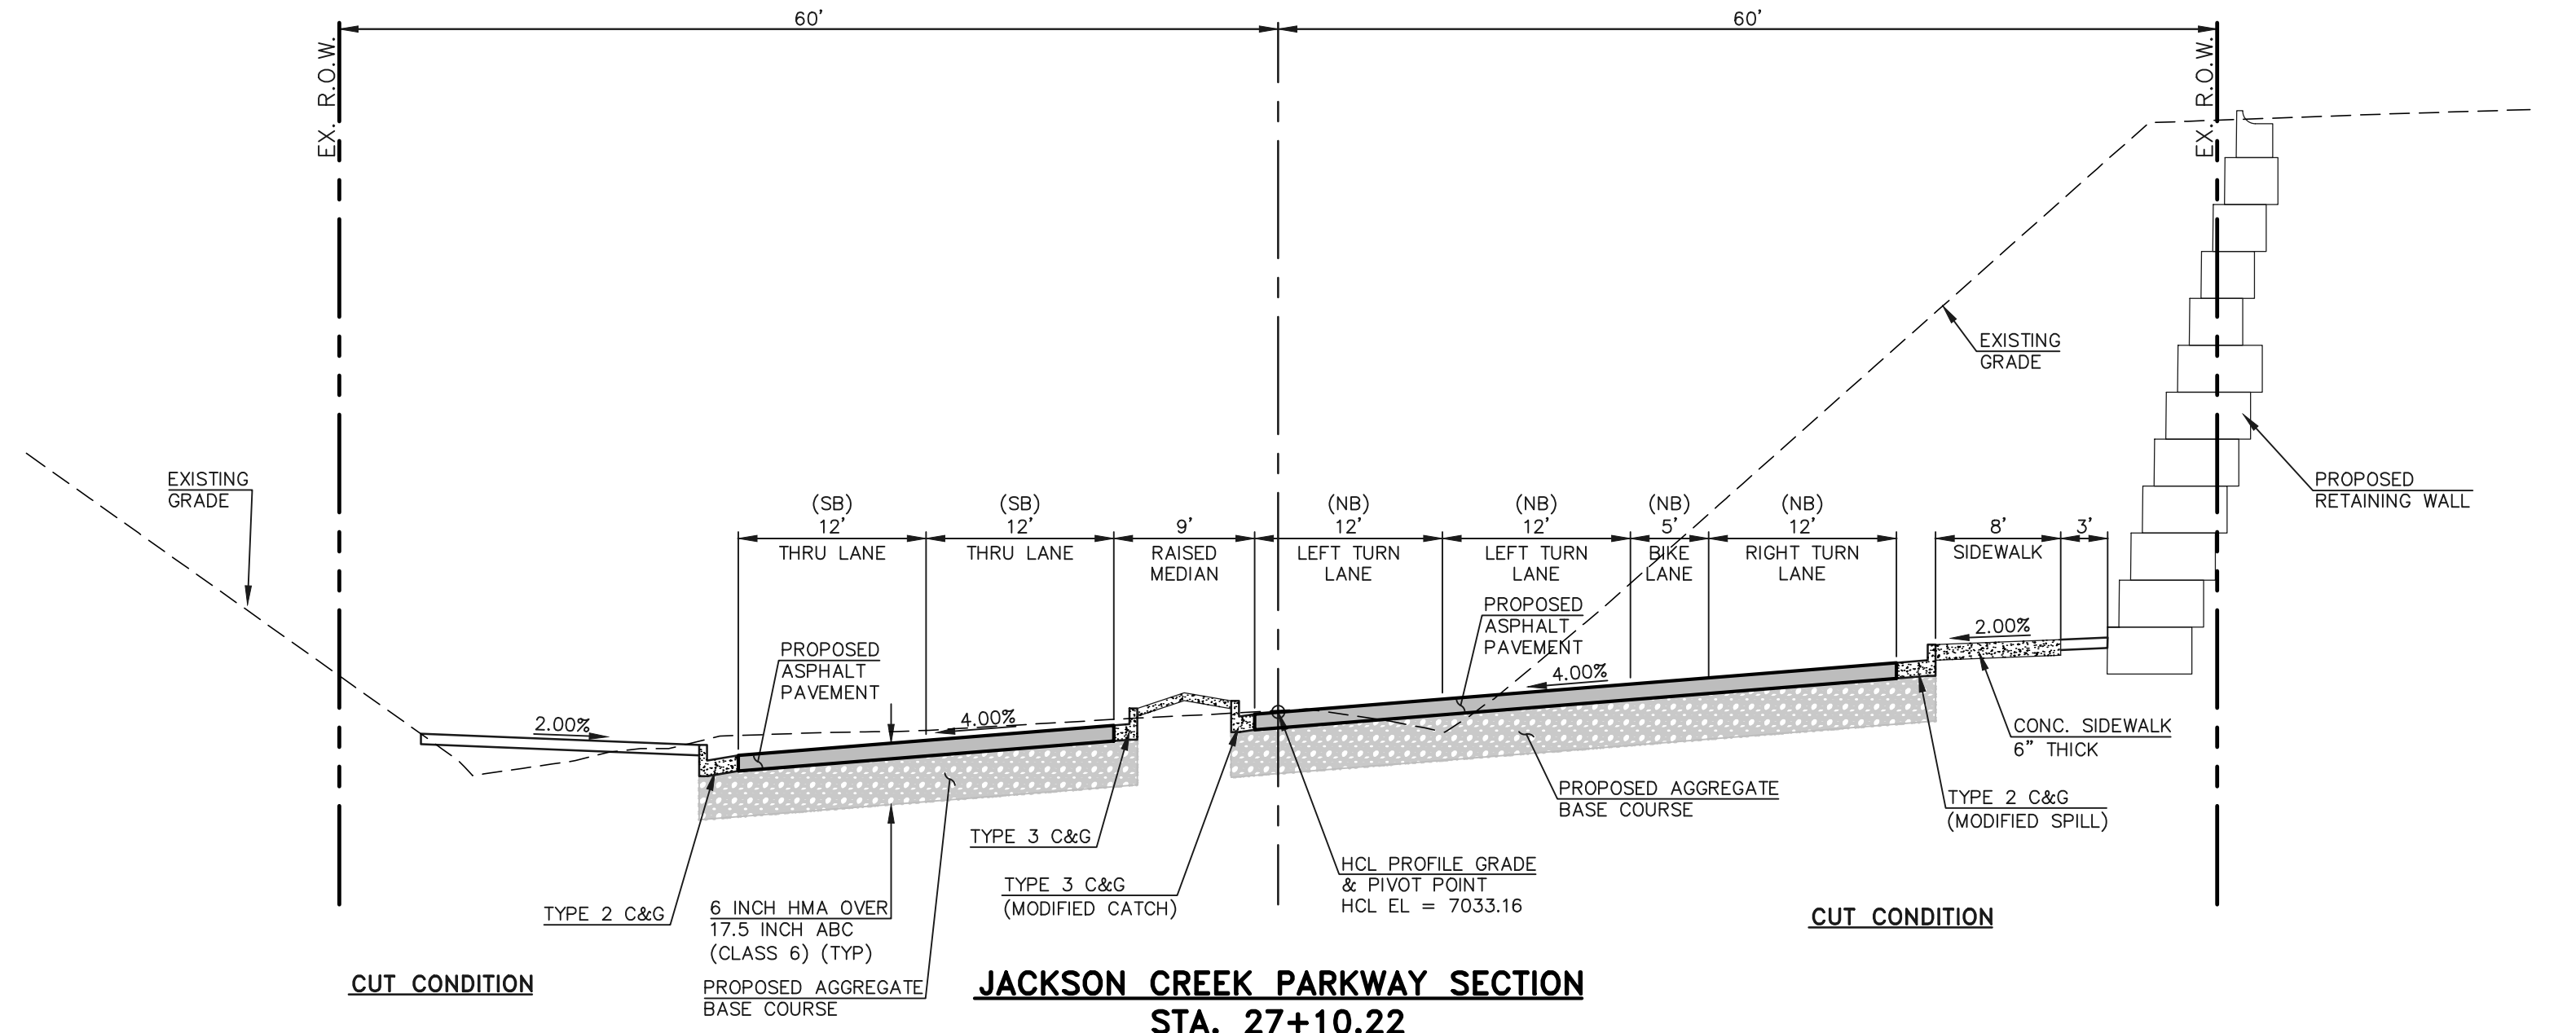 60'
60'
EX. R.O.W.
EX. R.O.W.
EXISTING
GRADE
EXISTING
GRADE
PROPOSED
RETAINING WALL
(SB)
12'
THRU LANE
(SB)
12'
THRU LANE
9'
RAISED
MEDIAN
(NB)
12'
LEFT TURN
LANE
(NB)
12'
LEFT TURN
LANE
(NB)
5'
BIKE
LANE
(NB)
12'
RIGHT TURN
LANE
8'
SIDEWALK
3'
PROPOSED
ASPHALT
PAVEMENT
PROPOSED
ASPHALT
PAVEMENT
2.00%
4.00%
4.00%
2.00%
CONC. SIDEWALK
6" THICK
TYPE 2 C&G
(MODIFIED SPILL)
PROPOSED AGGREGATE
BASE COURSE
TYPE 3 C&G
TYPE 3 C&G
(MODIFIED CATCH)
HCL PROFILE GRADE
& PIVOT POINT
HCL EL = 7033.16
TYPE 2 C&G
6 INCH HMA OVER
17.5 INCH ABC
(CLASS 6) (TYP)
PROPOSED AGGREGATE
BASE COURSE
CUT CONDITION
CUT CONDITION
JACKSON CREEK PARKWAY SECTION
STA. 27+10.22